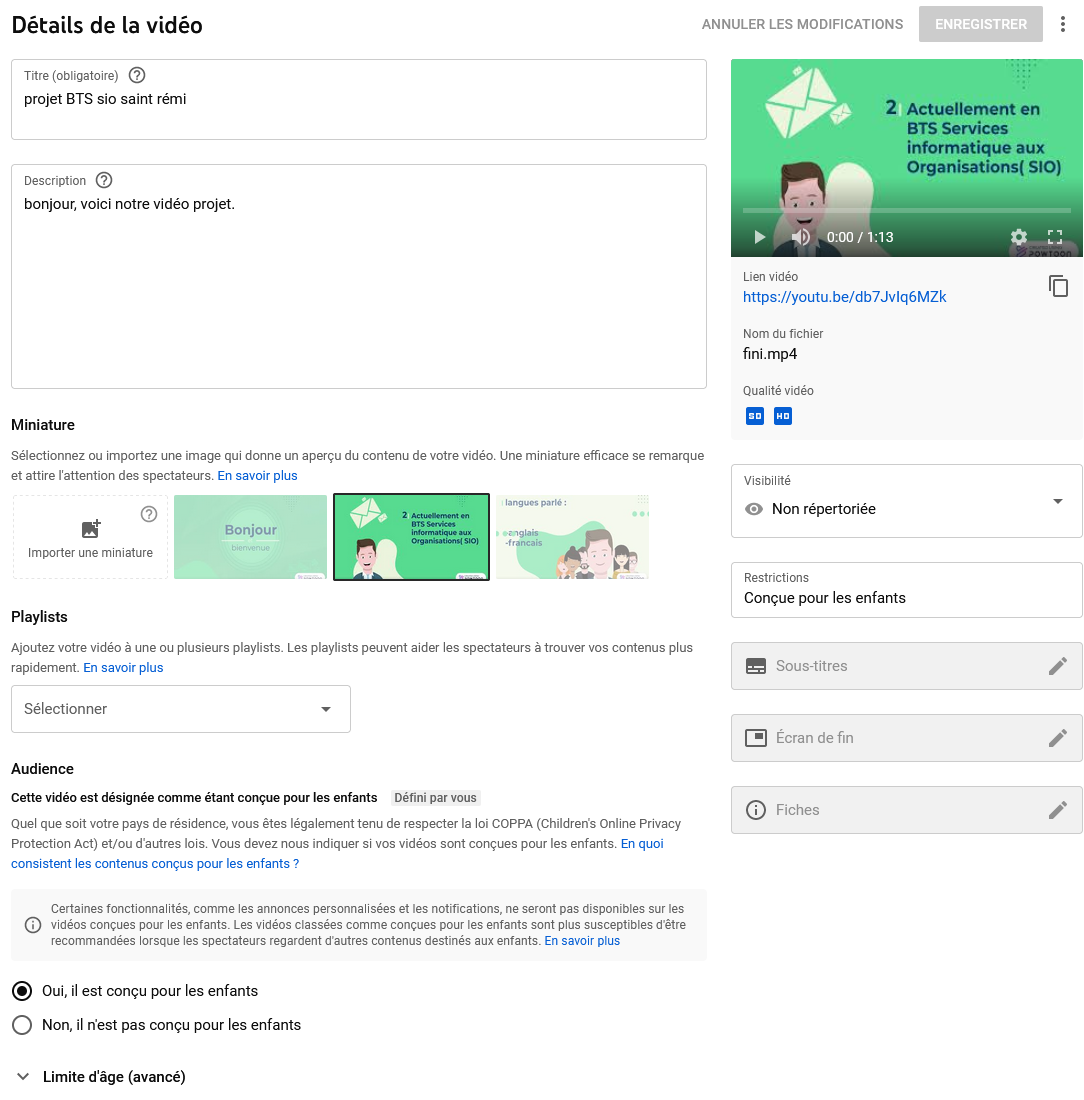 Détails de la vidéo
ANNULER LES MODIFICATIONS
ENREGISTRER
Titre (obligatoire)
projet BTS sio saint rémi
Description
bonjour, voici notre vidéo projet.
Miniature
Sélectionnez ou importez une image qui donne un aperçu du contenu de votre vidéo. Une miniature efficace se remarque
et attire l'attention des spectateurs. En savoir plus
Importer une miniature
Bonjour
bienvenue
2 Actuellement en
BTS Services
informatique aux
Organisations( SIO)
langues parlé :
-anglais
-francais
Playlists
Ajoutez votre vidéo à une ou plusieurs playlists. Les playlists peuvent aider les spectateurs à trouver vos contenus plus
rapidement. En savoir plus
Sélectionner
Audience
Cette vidéo est désignée comme étant conçue pour les enfants Défini par vous
Quel que soit votre pays de résidence, vous êtes légalement tenu de respecter la loi COPPA (Children's Online Privacy
Protection Act) et/ou d'autres lois. Vous devez nous indiquer si vos vidéos sont conçues pour les enfants. En quoi
consistent les contenus conçus pour les enfants ?
Certaines fonctionnalités, comme les annonces personnalisées et les notifications, ne seront pas disponibles sur les
vidéos conçues pour les enfants. Les vidéos classées comme conçues pour les enfants sont plus susceptibles d'être
recommandées lorsque les spectateurs regardent d'autres contenus destinés aux enfants. En savoir plus
Oui, il est conçu pour les enfants
Non, il n'est pas conçu pour les enfants
Limite d'âge (avancé)
2 Actuellement en
BTS Services
informatique aux
Organisations( SIO)
0:00 / 1:13
POWTOON
Lien vidéo
https://youtu.be/db7JvIq6MZk
Nom du fichier
fini.mp4
Qualité vidéo
SD HD
Visibilité
Non répertoriée
Restrictions
Conçue pour les enfants
Sous-titres
Écran de fin
Fiches